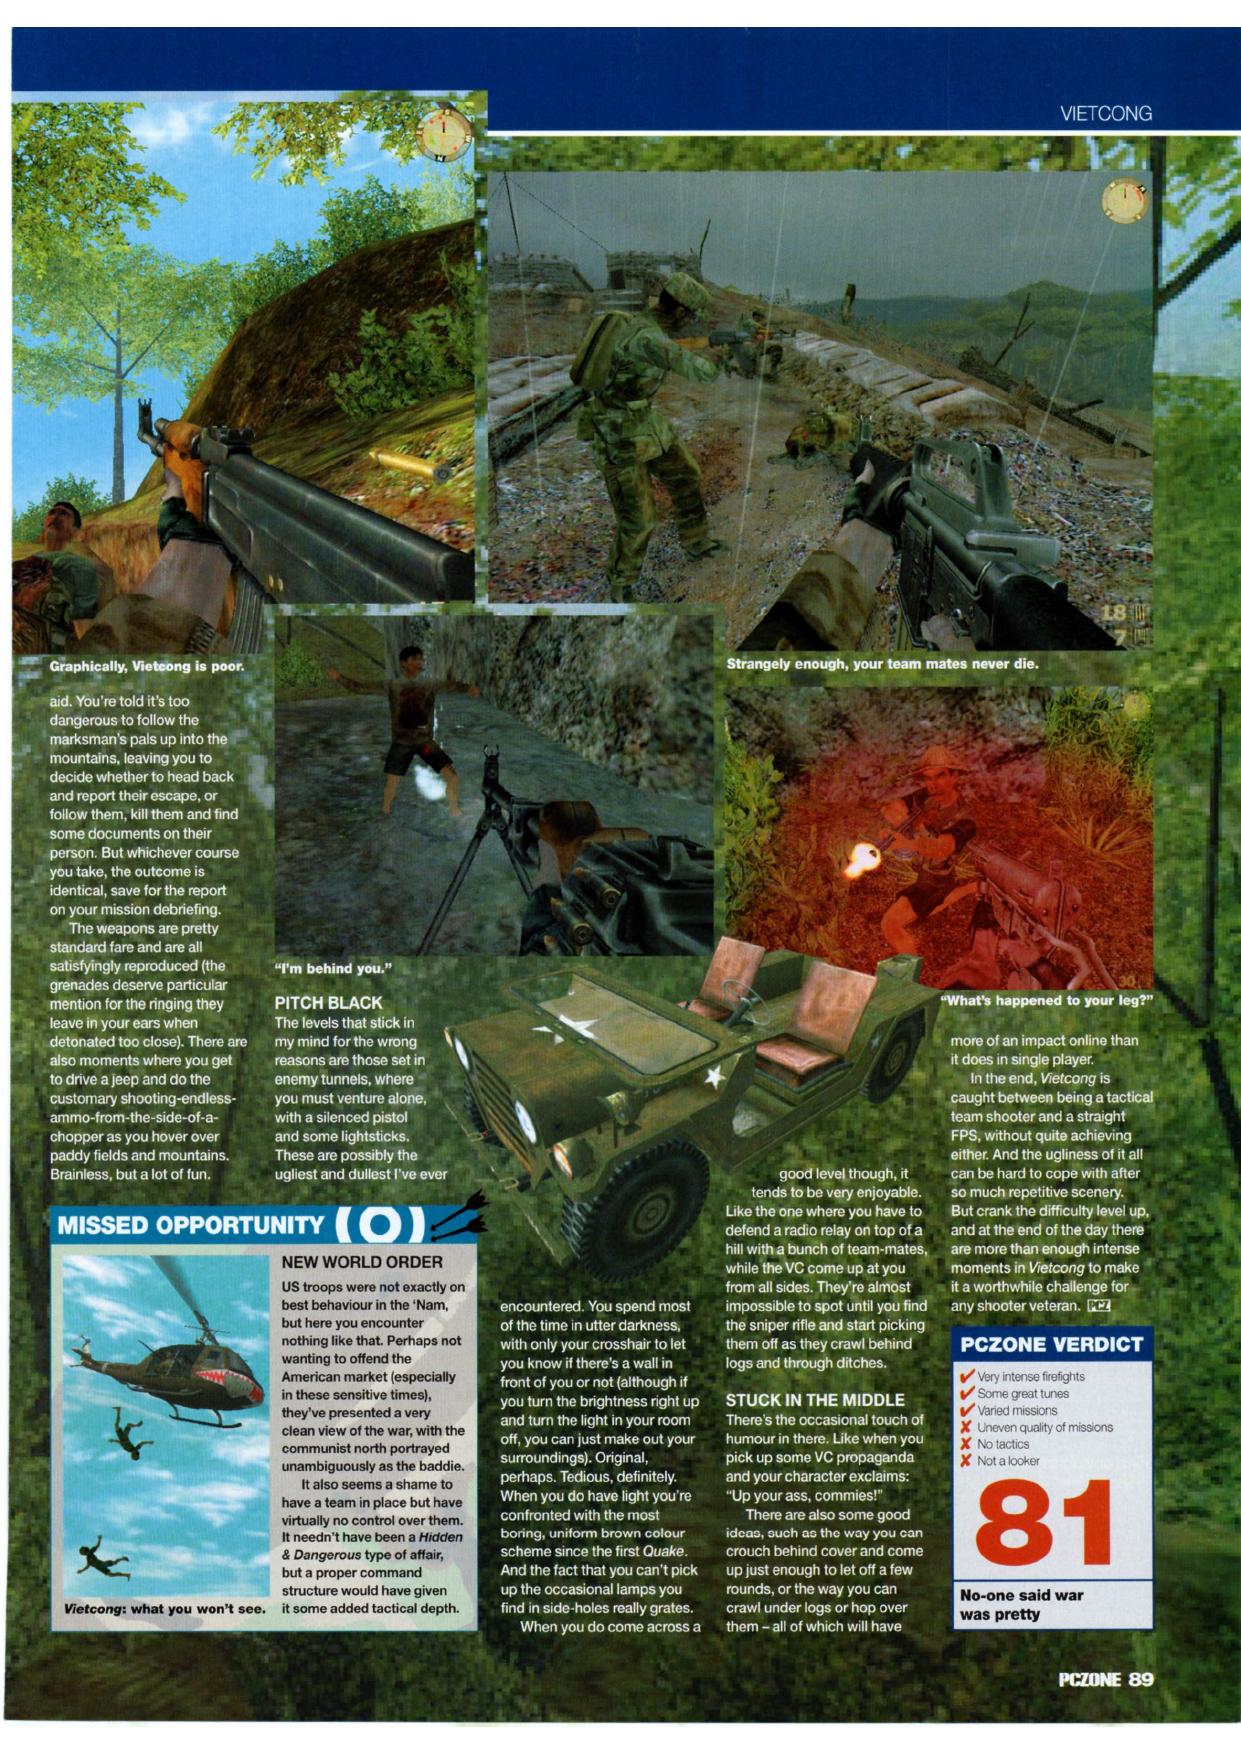 VIETCONG
18
7
Graphically, Vietcong is poor.
Strangely enough, your team mates never die.
aid. You're told it's too
dangerous to follow the
marksman's pals up into the
mountains, leaving you to
decide whether to head back
and report their escape, or
follow them, kill them and find
some documents on their
person. But whichever course
you take, the outcome is
identical, save for the report
on your mission debriefing.
The weapons are pretty
standard fare and are all
satisfyingly reproduced (the
grenades deserve particular
mention for the ringing they
leave in your ears when
detonated too close). There are
also moments where you get
to drive a jeep and do the
customary shooting-endless-
ammo-from-the-side-of-a-
chopper as you hover over
paddy fields and mountains.
Brainless, but a lot of fun.
"I'm behind you."
PITCH BLACK
The levels that stick in
my mind for the wrong
reasons are those set in
enemy tunnels, where
you must venture alone,
with a silenced pistol
and some lightsticks.
These are possibly the
ugliest and dullest I've ever
30
"What's happened to your leg?"
MISSED OPPORTUNITY
NEW WORLD ORDER
US troops were not exactly on
best behaviour in the 'Nam,
but here you encounter
nothing like that. Perhaps not
wanting to offend the
American market (especially
in these sensitive times),
they've presented a very
clean view of the war, with the
communist north portrayed
unambiguously as the baddie.
It also seems a shame to
have a team in place but have
virtually no control over them.
It needn't have been a Hidden
& Dangerous type of affair,
but a proper command
structure would have given
it some added tactical depth.
Vietcong: what you won't see.
encountered. You spend most
of the time in utter darkness,
with only your crosshair to let
you know if there's a wall in
front of you or not (although if
you turn the brightness right up
and turn the light in your room
off, you can just make out your
surroundings). Original,
perhaps. Tedious, definitely.
When you do have light you're
confronted with the most
boring, uniform brown colour
scheme since the first Quake.
And the fact that you can't pick
up the occasional lamps you
find in side-holes really grates.
When you do come across a
good level though, it
tends to be very enjoyable.
Like the one where you have to
defend a radio relay on top of a
hill with a bunch of team-mates,
while the VC come up at you
from all sides. They're almost
impossible to spot until you find
the sniper rifle and start picking
them off as they crawl behind
logs and through ditches.
STUCK IN THE MIDDLE
There's the occasional touch of
humour in there. Like when you
pick up some VC propaganda
and your character exclaims:
"Up your ass, commies!"
There are also some good
ideas, such as the way you can
crouch behind cover and come
up just enough to let off a few
rounds, or the way you can
crawl under logs or hop over
them – all of which will have
more of an impact online than
it does in single player.
In the end, Vietcong is
caught between being a tactical
team shooter and a straight
FPS, without quite achieving
either. And the ugliness of it all
can be hard to cope with after
so much repetitive scenery.
But crank the difficulty level up,
and at the end of the day there
are more than enough intense
moments in Vietcong to make
it a worthwhile challenge for
any shooter veteran. PCZ
PCZONE VERDICT
Very intense firefights
Some great tunes
Varied missions
Uneven quality of missions
No tactics
Not a looker
81
No-one said war
was pretty
PCZONE 89